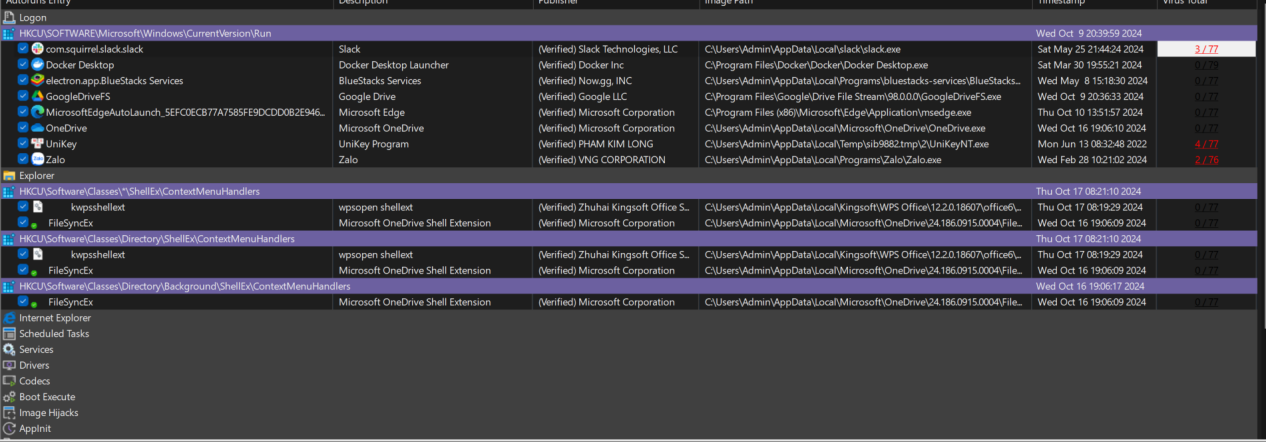 Autoruns Entry Description Publisher Image Path Timestamp Virus Total
Logon
HKCU\SOFTWARE\Microsoft\Windows\CurrentVersion\Run Wed Oct 9 20:39:59 2024
com.squirrel.slack.slack Slack (Verified) Slack Technologies, LLC C:\Users\Admin\AppData\Local\slack\slack.exe Sat May 25 21:44:24 2024 3 / 77
Docker Desktop Docker Desktop Launcher (Verified) Docker Inc C:\Program Files\Docker\Docker\Docker Desktop.exe Sat Mar 30 19:55:21 2024 0 / 79
electron.app.BlueStacks Services BlueStacks Services (Verified) Now.gg, INC C:\Users\Admin\AppData\Local\Programs\bluestacks-services\BlueStacks... Wed May 8 15:18:30 2024 0 / 77
GoogleDriveFS Google Drive (Verified) Google LLC C:\Program Files\Google\Drive File Stream\98.0.0.0\GoogleDriveFS.exe Wed Oct 9 20:36:33 2024 0 / 77
MicrosoftEdgeAutoLaunch_5EFC0ECB77A7585FE9DCDD0B2E946... Microsoft Edge (Verified) Microsoft Corporation C:\Program Files (x86)\Microsoft\Edge\Application\msedge.exe Thu Oct 10 13:51:57 2024 0 / 77
OneDrive Microsoft OneDrive (Verified) Microsoft Corporation C:\Users\Admin\AppData\Local\Microsoft\OneDrive\OneDrive.exe Wed Oct 16 19:06:10 2024 0 / 77
UniKey UniKey Program (Verified) PHAM KIM LONG C:\Users\Admin\AppData\Local\Temp\sib9882.tmp\2\UniKeyNT.exe Mon Jun 13 08:32:48 2022 4 / 77
Zalo Zalo (Verified) VNG CORPORATION C:\Users\Admin\AppData\Local\Programs\Zalo\Zalo.exe Wed Feb 28 10:21:02 2024 2 / 76
Explorer
HKCU\Software\Classes\*\ShellEx\ContextMenuHandlers Thu Oct 17 08:21:10 2024
kwpsshellext wpsopen shellext (Verified) Zhuhai Kingsoft Office S... C:\Users\Admin\AppData\Local\Kingsoft\WPS Office\12.2.0.18607\office6\... Thu Oct 17 08:19:29 2024 0 / 77
FileSyncEx Microsoft OneDrive Shell Extension (Verified) Microsoft Corporation C:\Users\Admin\AppData\Local\Microsoft\OneDrive\24.186.0915.0004\File... Wed Oct 16 19:06:09 2024 0 / 77
HKCU\Software\Classes\Directory\ShellEx\ContextMenuHandlers Thu Oct 17 08:21:10 2024
kwpsshellext wpsopen shellext (Verified) Zhuhai Kingsoft Office S... C:\Users\Admin\AppData\Local\Kingsoft\WPS Office\12.2.0.18607\office6\... Thu Oct 17 08:19:29 2024 0 / 77
FileSyncEx Microsoft OneDrive Shell Extension (Verified) Microsoft Corporation C:\Users\Admin\AppData\Local\Microsoft\OneDrive\24.186.0915.0004\File... Wed Oct 16 19:06:09 2024 0 / 77
HKCU\Software\Classes\Directory\Background\ShellEx\ContextMenuHandlers Wed Oct 16 19:06:17 2024
FileSyncEx Microsoft OneDrive Shell Extension (Verified) Microsoft Corporation C:\Users\Admin\AppData\Local\Microsoft\OneDrive\24.186.0915.0004\File... Wed Oct 16 19:06:09 2024 0 / 77
Internet Explorer
Scheduled Tasks
Services
Drivers
Codecs
Boot Execute
Image Hijacks
AppInit